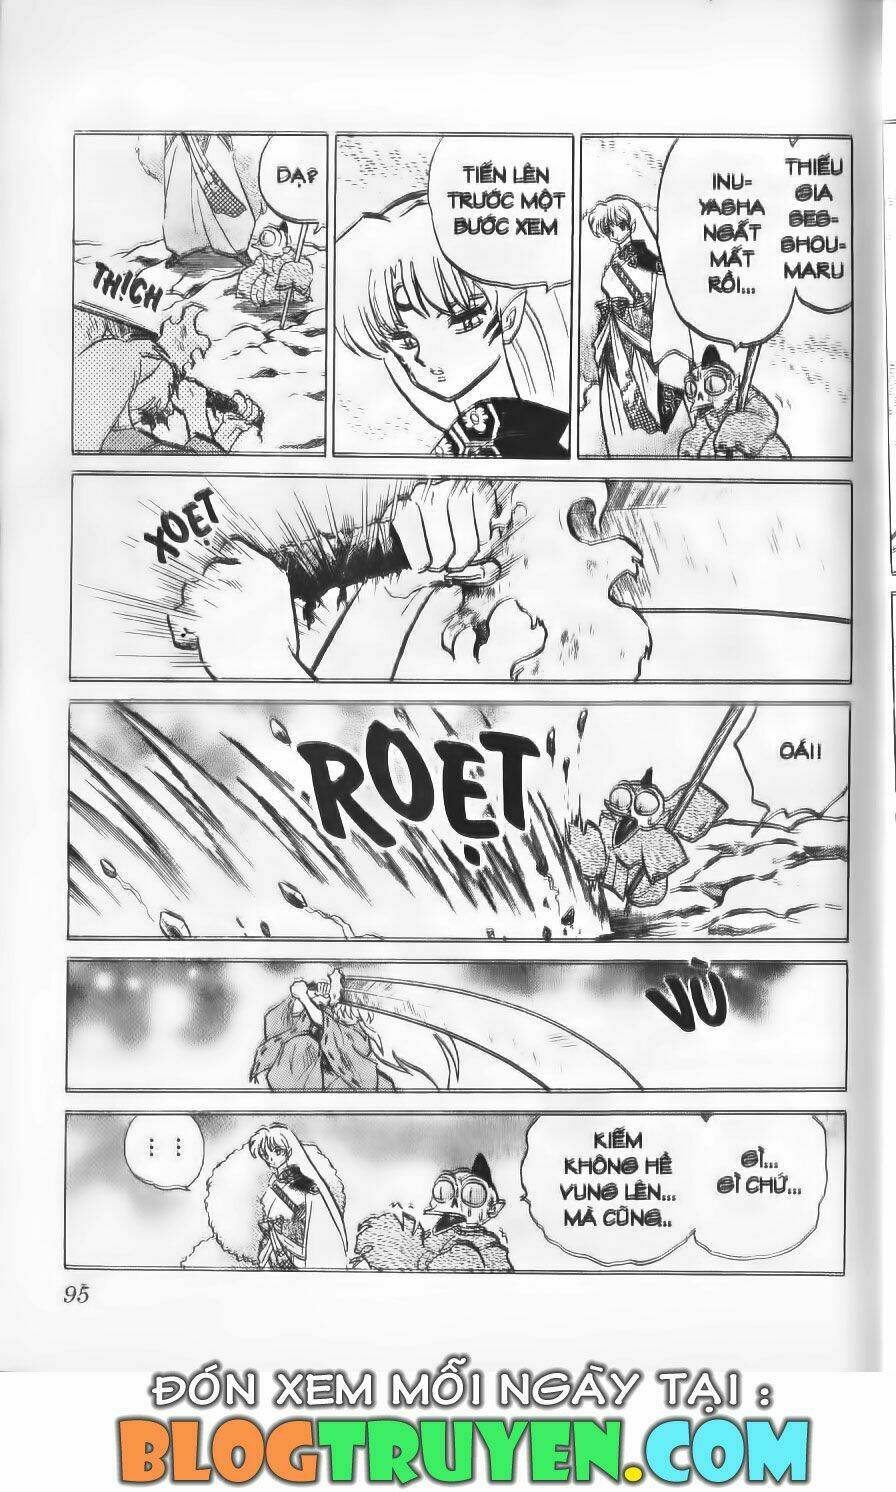 THIẾU
GIA
SES-
SHOU-
MARU
INU-
YASHA
NGẤT
MẤT
RỒI...
TIẾN LÊN
TRƯỚC MỘT
BƯỚC XEM
DẠ?
THỊCH
XOẸT
OÁI!
ROẸT
VÙ
GÌ...
GÌ CHỨ...
KIẾM
KHÔNG HỀ
VUNG LÊN...
MÀ CŨNG..
... ...
95
ĐÓN XEM MỖI NGÀY TẠI :
BLOGTRUYEN.COM